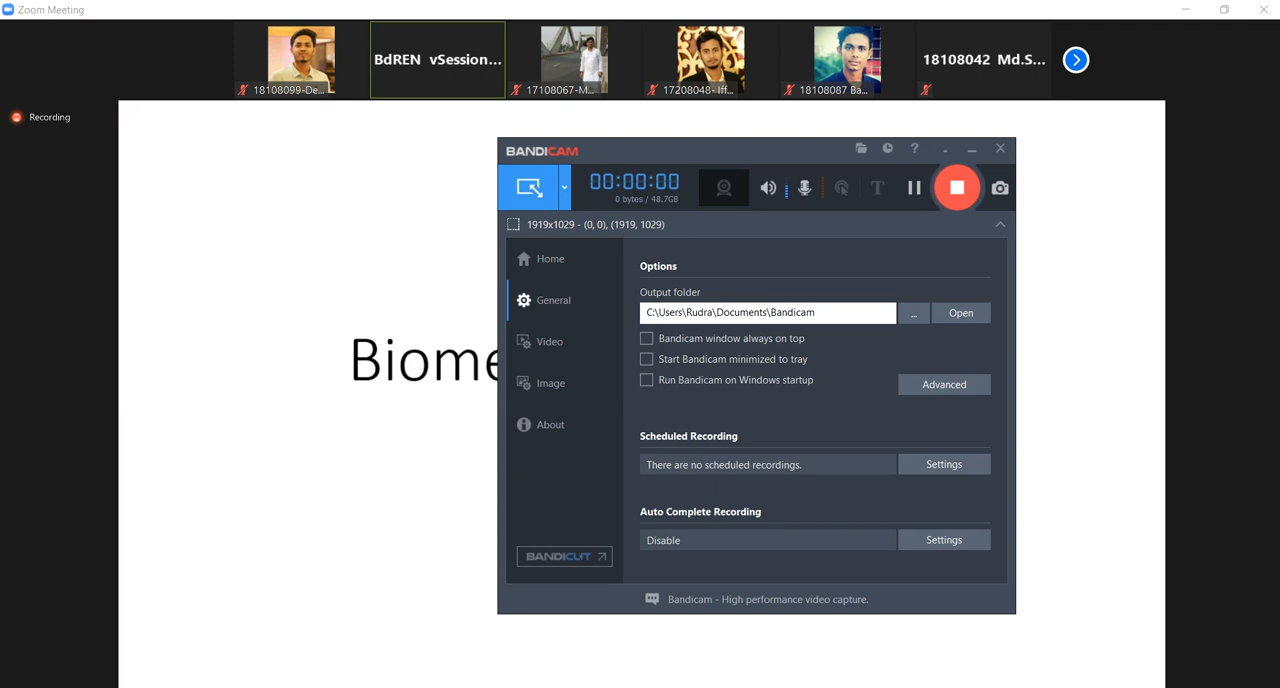 Zoom Meeting
18108099-De...
BdREN vSession...
17108067-M...
17208048- Iff...
18108087 Ba...
18108042 Md.S...
Recording
BANDICAM
00:00:00
0 bytes / 48.7GB
1919x1029 - (0, 0), (1919, 1029)
Home
General
Video
Image
About
BANDICUT
Options
Output folder
C:\Users\Rudra\Documents\Bandicam
...
Open
Bandicam window always on top
Start Bandicam minimized to tray
Run Bandicam on Windows startup
Advanced
Scheduled Recording
There are no scheduled recordings.
Settings
Auto Complete Recording
Disable
Settings
Bandicam - High performance video capture.
Biome